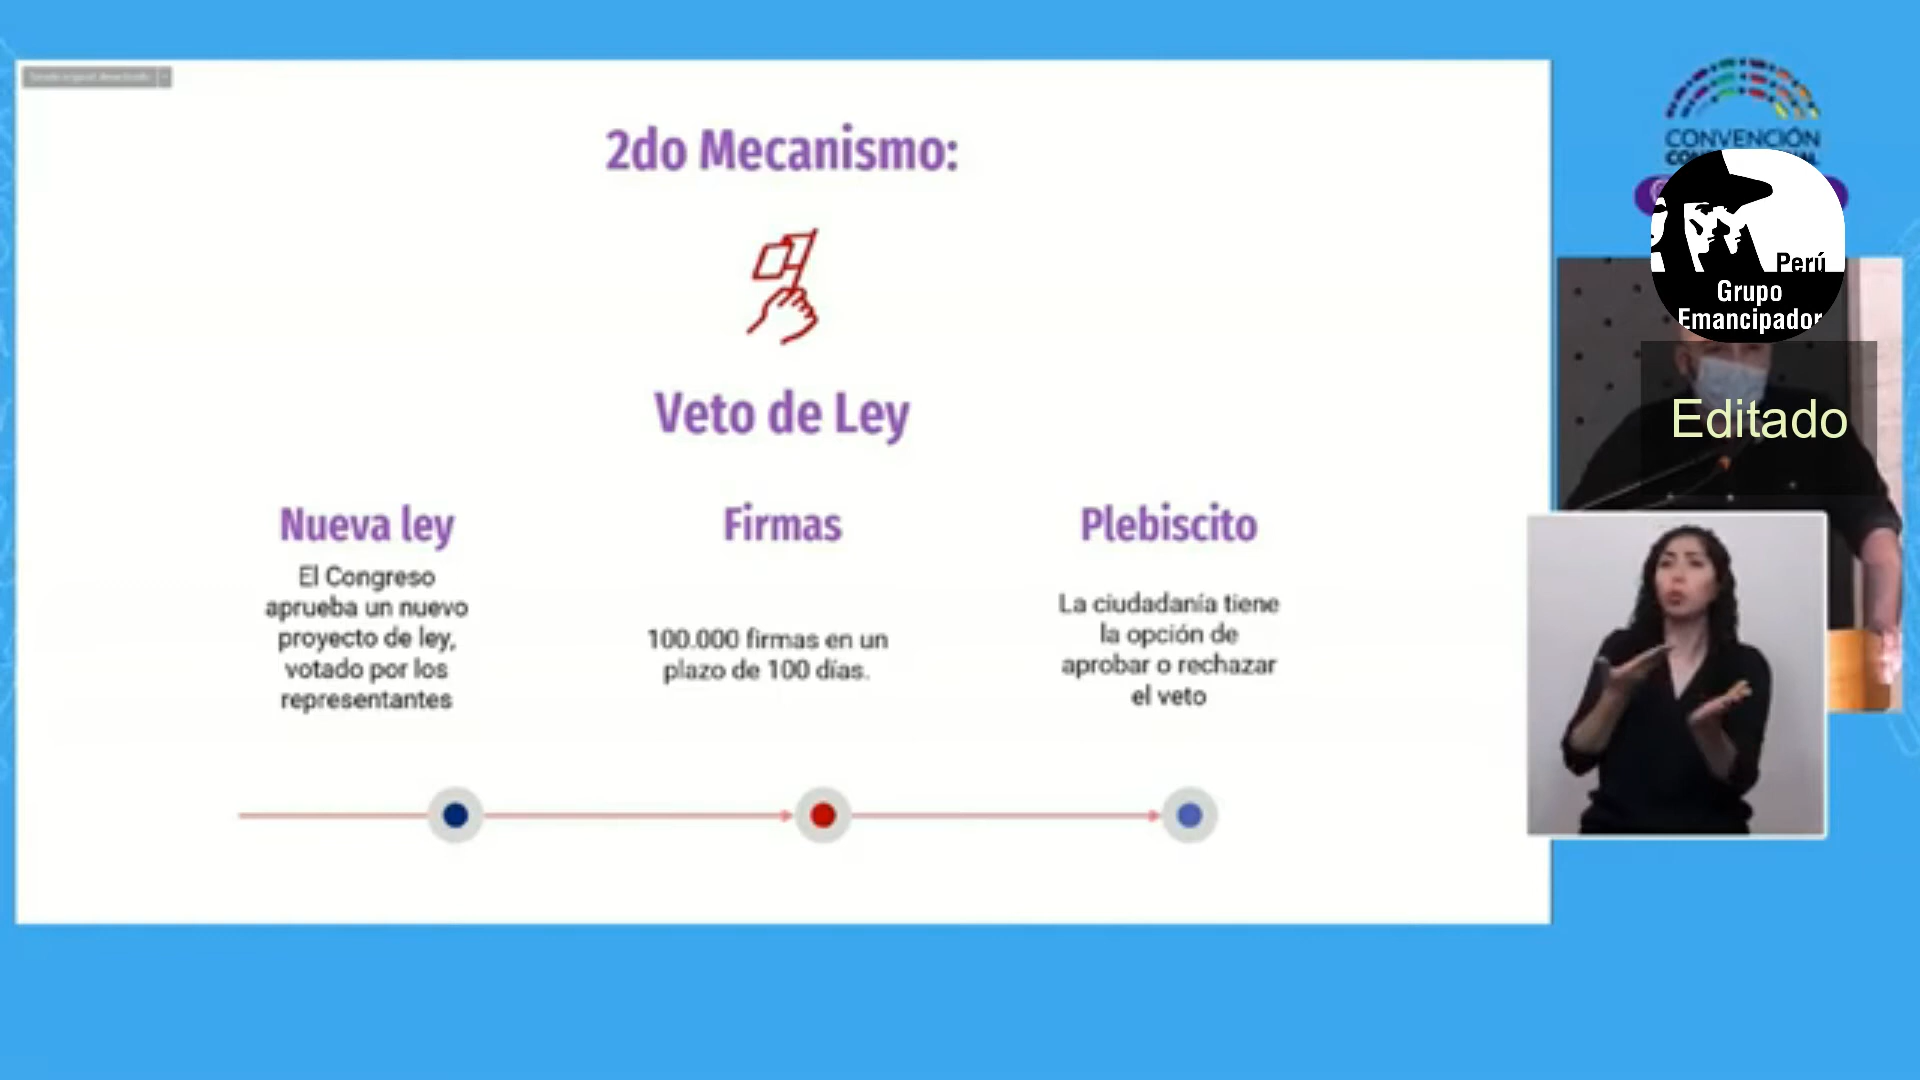 2do Mecanismo:
Veto de Ley
Nueva ley
El Congreso
aprueba un nuevo
proyecto de ley,
votado por los
representantes
Firmas
100.000 firmas en un
plazo de 100 días.
Plebiscito
La ciudadanía tiene
la opción de
aprobar o rechazar
el veto
CONVENCIÓN
Perú
Grupo
Emancipador
Editado